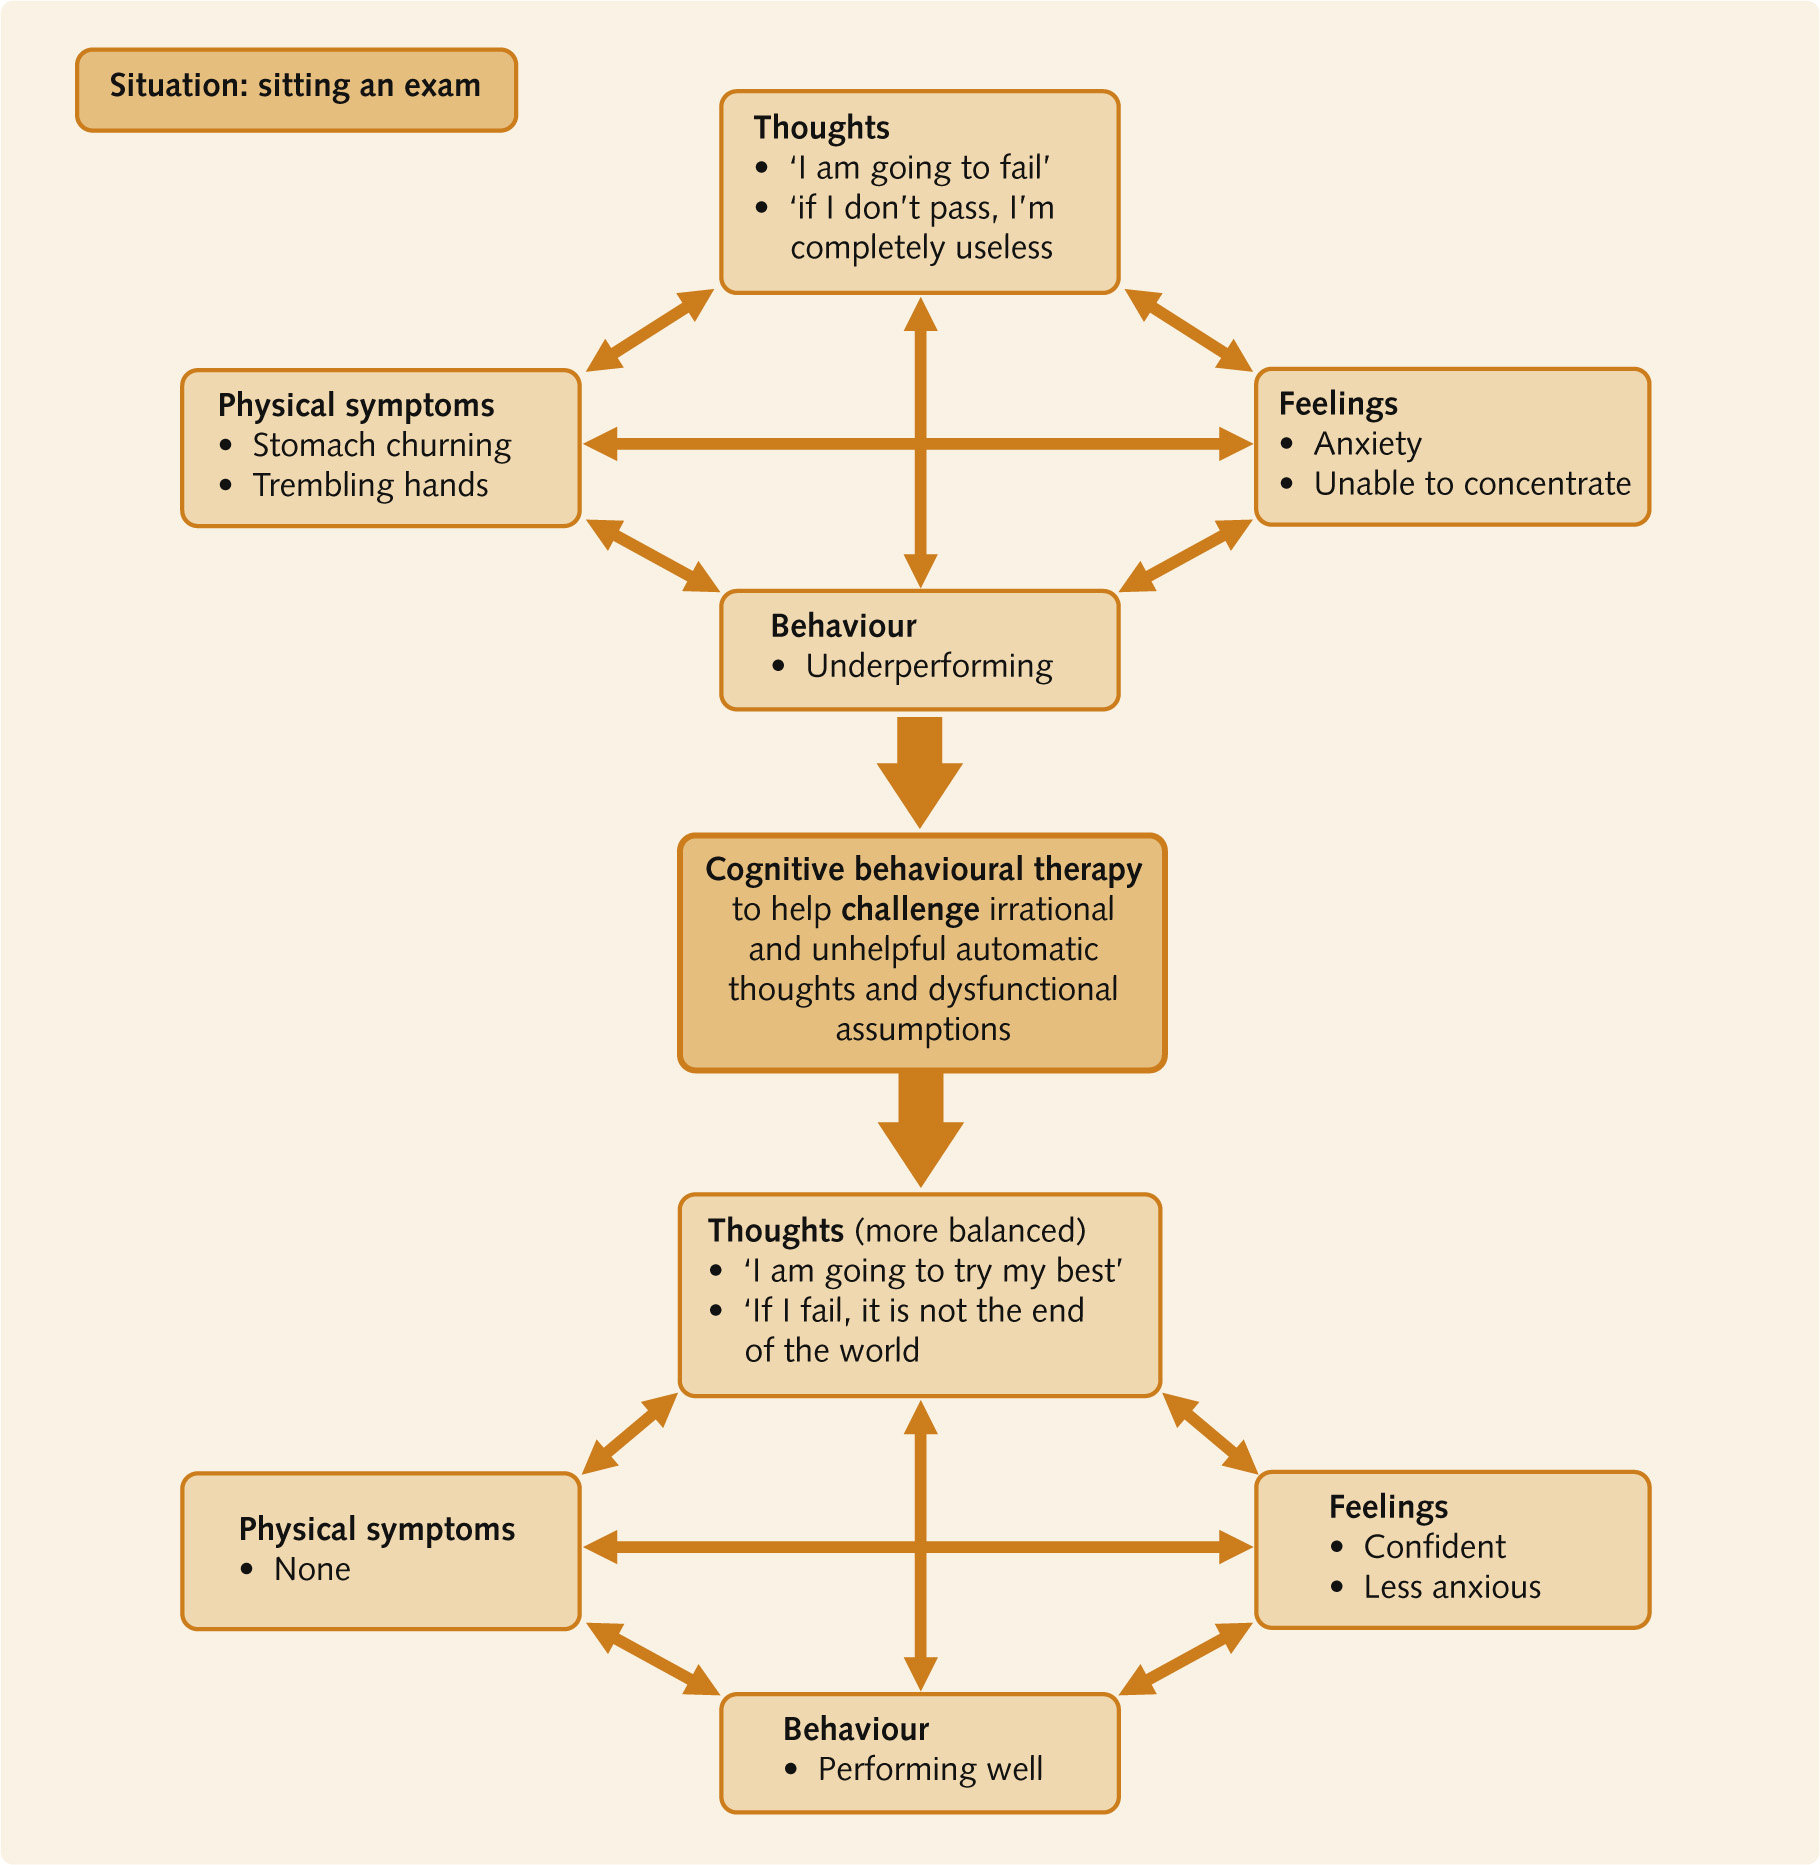 Situation: sitting an exam
Thoughts
• ‘I am going to fail’
• ‘if I don’t pass, I’m
completely useless
Physical symptoms
• Stomach churning
• Trembling hands
Feelings
• Anxiety
• Unable to concentrate
Behaviour
• Underperforming
Cognitive behavioural therapy
to help challenge irrational
and unhelpful automatic
thoughts and dysfunctional
assumptions
Thoughts (more balanced)
• ‘I am going to try my best’
• ‘If I fail, it is not the end
of the world
Physical symptoms
• None
Feelings
• Confident
• Less anxious
Behaviour
• Performing well